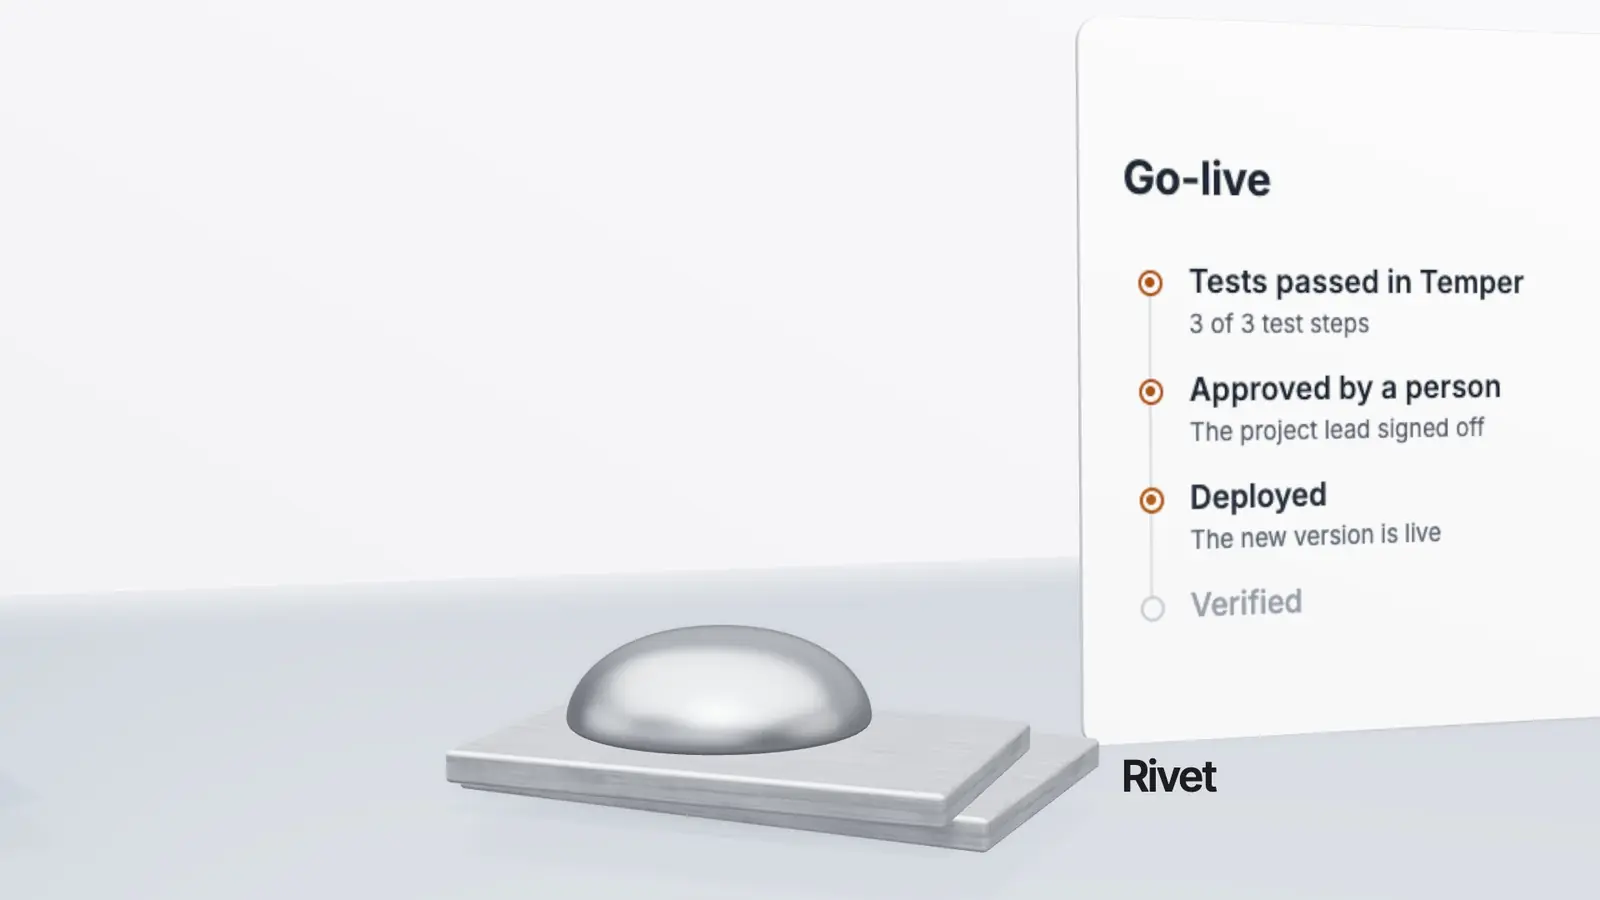 Go-live
Tests passed in Temper
3 of 3 test steps
Approved by a person
The project lead signed off
Deployed
The new version is live
Verified
Rivet